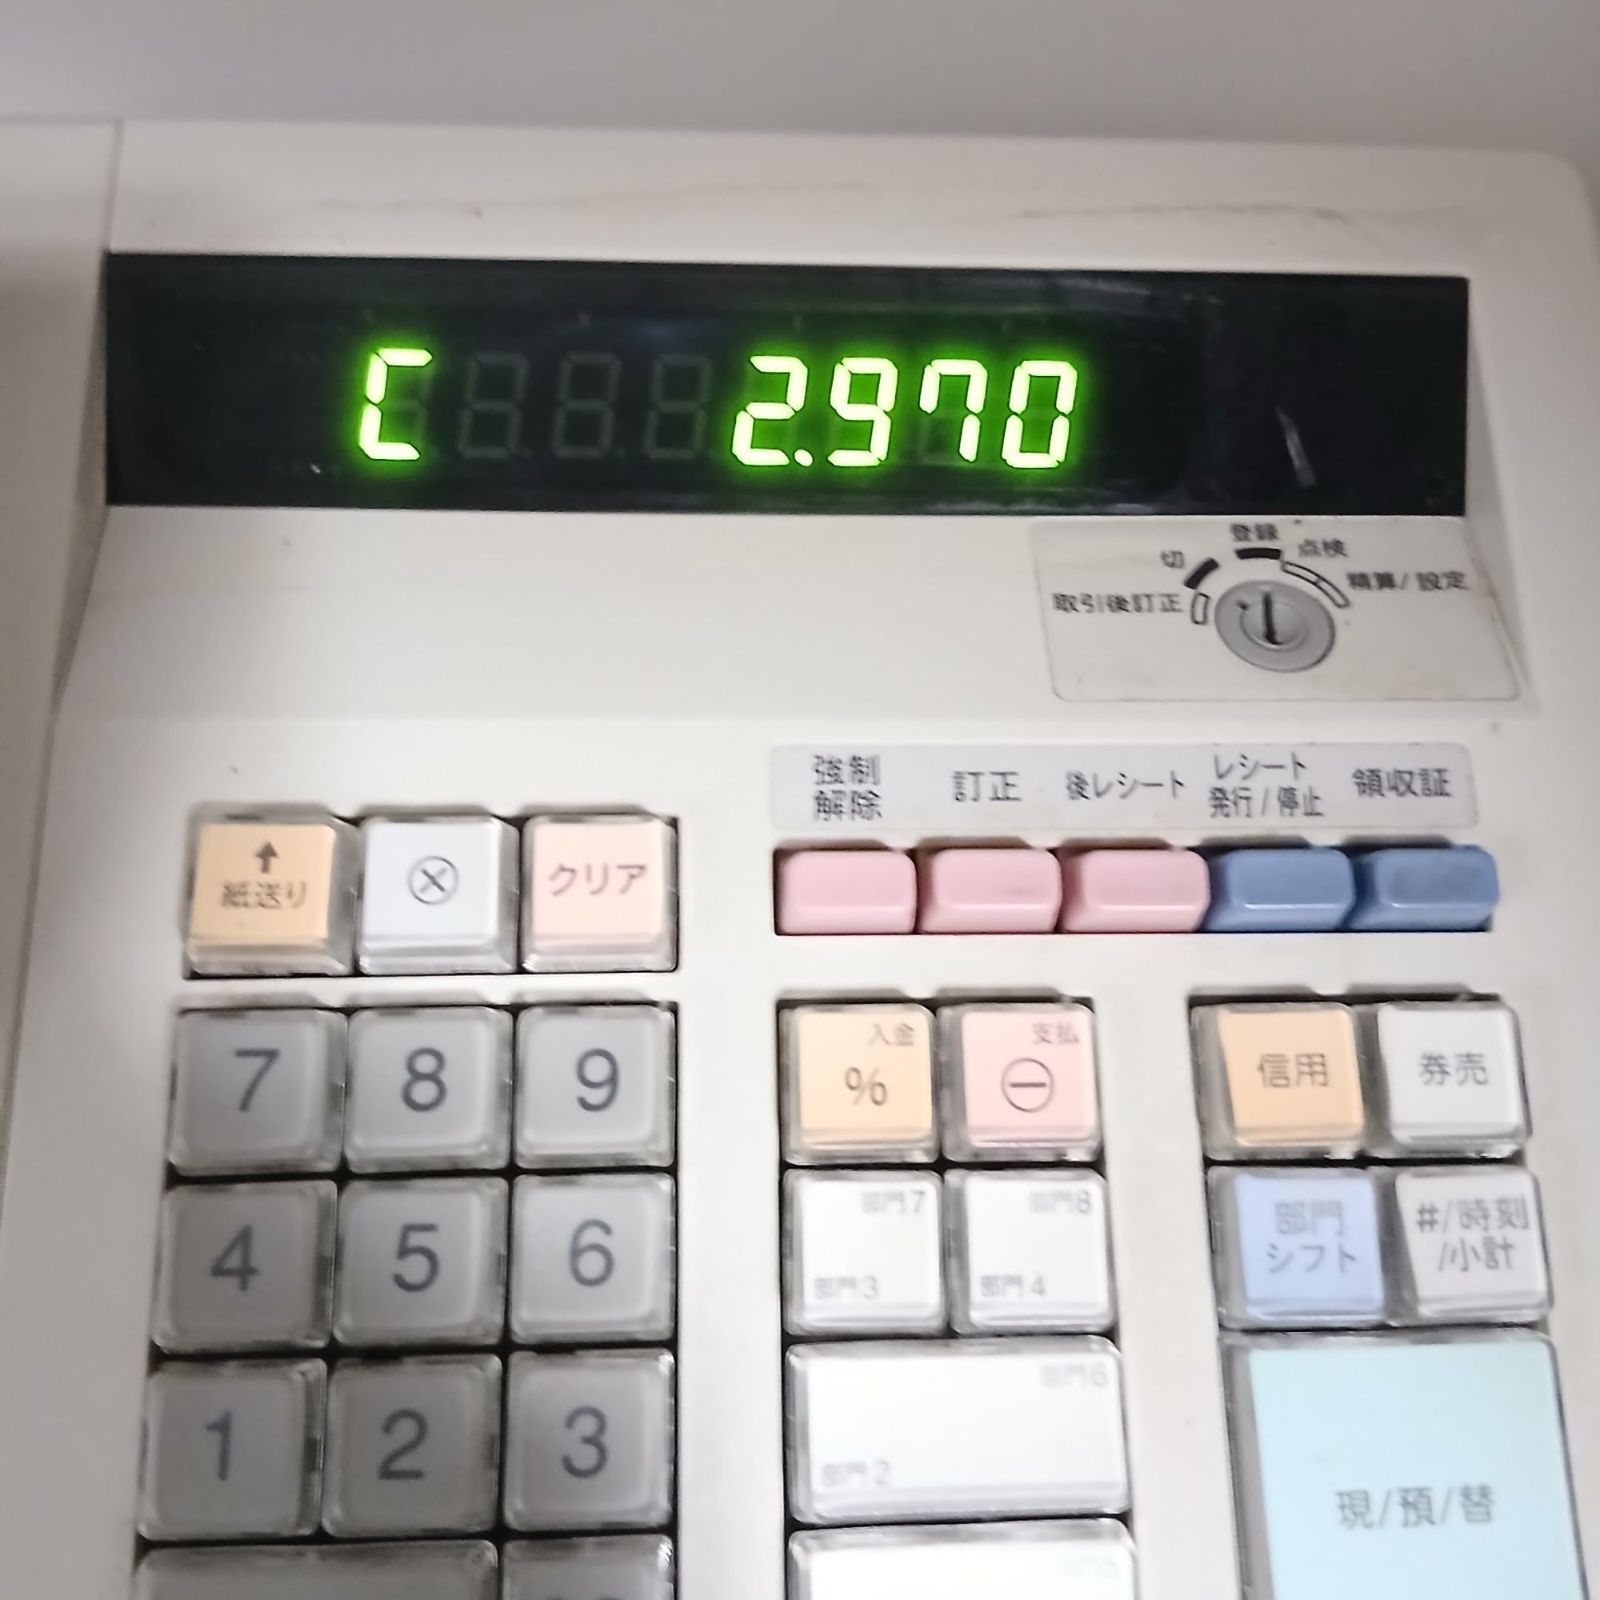 C 2.970
登録
切 点検
取引後訂正 精算/設定
強制解除 訂正 後レシート レシート発行/停止 領収証
↑
紙送り ⊗ クリア
7 8 9
入金 %
支払 ⊖
信用 券売
4 5 6
部門7 部門3
部門8 部門4
部門シフト
#/時刻/小計
1 2 3
部門6
部門2
現/預/替